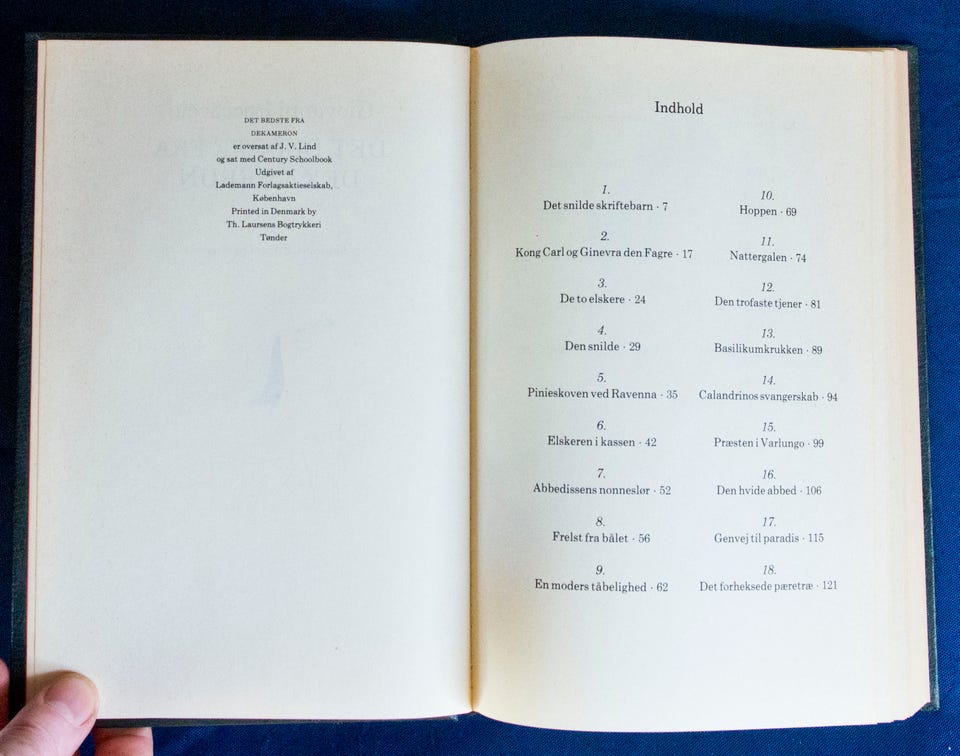 DET BEDSTE FRA
DEKAMERON
er oversat af J. V. Lind
og sat med Century Schoolbook
Udgivet af
Lademann Forlagsaktieselskab,
København
Printed in Denmark by
Th. Laursens Bogtrykkeri
Tønder
Indhold
1.
Det snilde skriftebarn · 7
2.
Kong Carl og Ginevra den Fagre · 17
3.
De to elskere · 24
4.
Den snilde · 29
5.
Pinieskoven ved Ravenna · 35
6.
Elskeren i kassen · 42
7.
Abbedissens nonneslør · 52
8.
Frelst fra bålet · 56
9.
En moders tåbelighed · 62
10.
Hoppen · 69
11.
Nattergalen · 74
12.
Den trofaste tjener · 81
13.
Basilikumkrukken · 89
14.
Calandrinos svangerskab · 94
15.
Præsten i Varlungo · 99
16.
Den hvide abbed · 106
17.
Genvej til paradis · 115
18.
Det forheksede pæretræ · 121